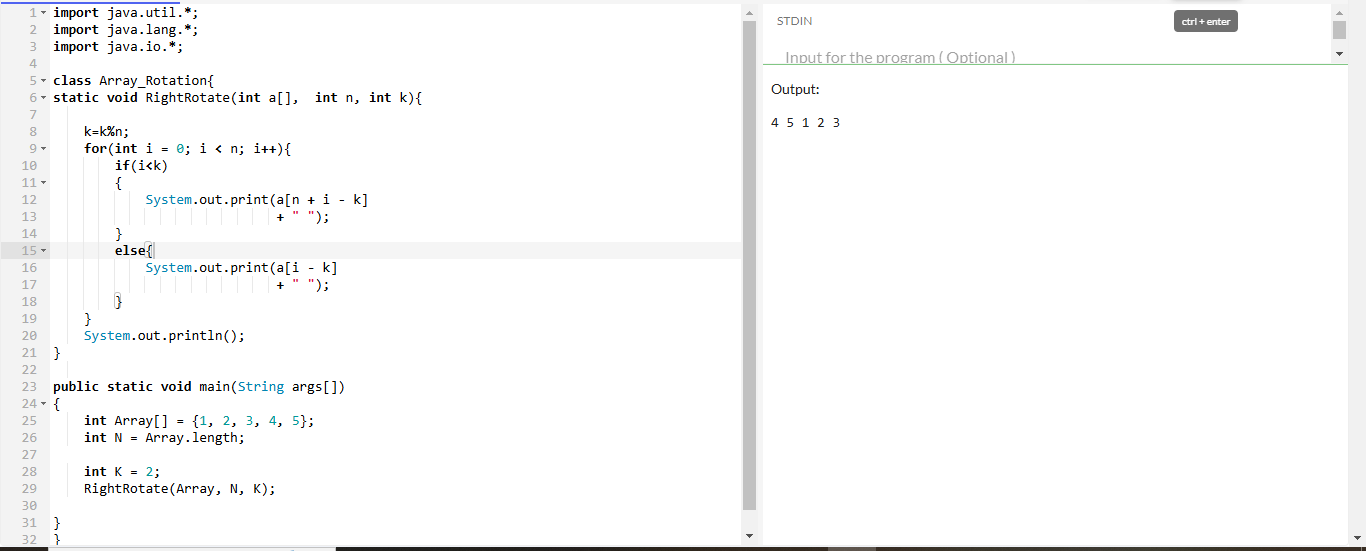 1 import java.util.*;
2 import java.lang.*;
3 import java.io.*;
4
5 class Array_Rotation{
6 static void RightRotate(int a[],  int n, int k){
7
8     k=k%n;
9     for(int i = 0; i < n; i++){
10         if(i<k)
11         {
12             System.out.print(a[n + i - k]
13                              + " ");
14         }
15         else{
16             System.out.print(a[i - k]
17                              + " ");
18         }
19     }
20     System.out.println();
21 }
22
23 public static void main(String args[])
24 {
25     int Array[] = {1, 2, 3, 4, 5};
26     int N = Array.length;
27
28     int K = 2;
29     RightRotate(Array, N, K);
30
31 }
32 }
STDIN
ctrl + enter
Input for the program ( Optional )
Output:
4 5 1 2 3